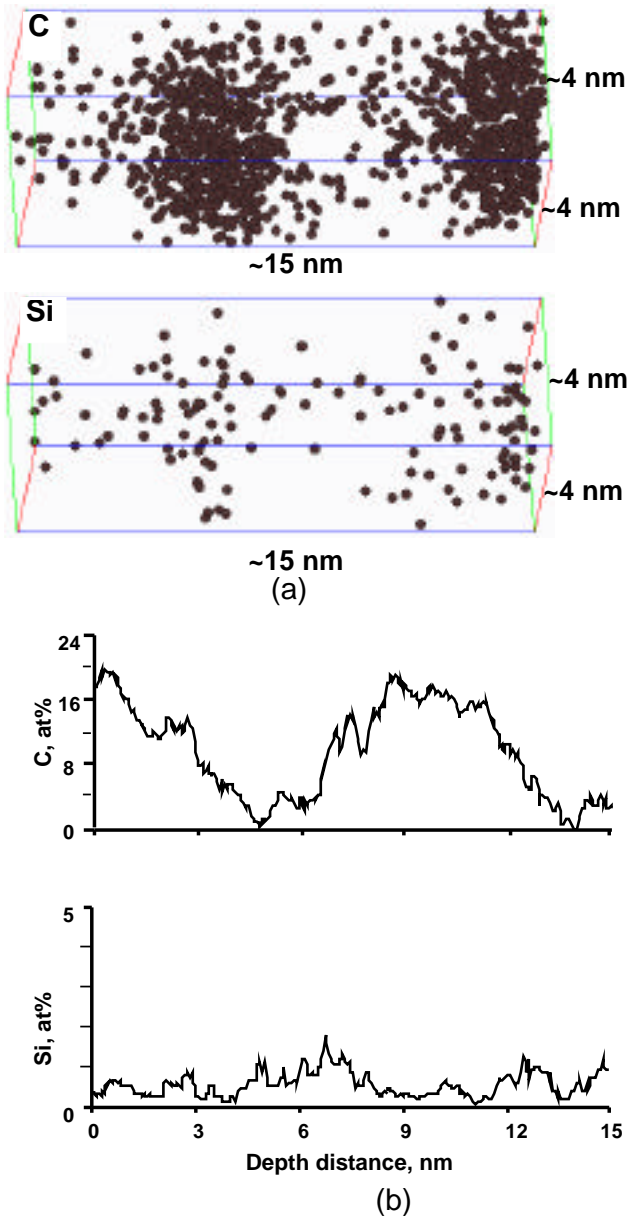 C
~4 nm
~4 nm
~15 nm
Si
~4 nm
~4 nm
~15 nm
(a)
24
16
8
0
C, at%
5
0
Si, at%
0 3 6 9 12 15
Depth distance, nm
(b)